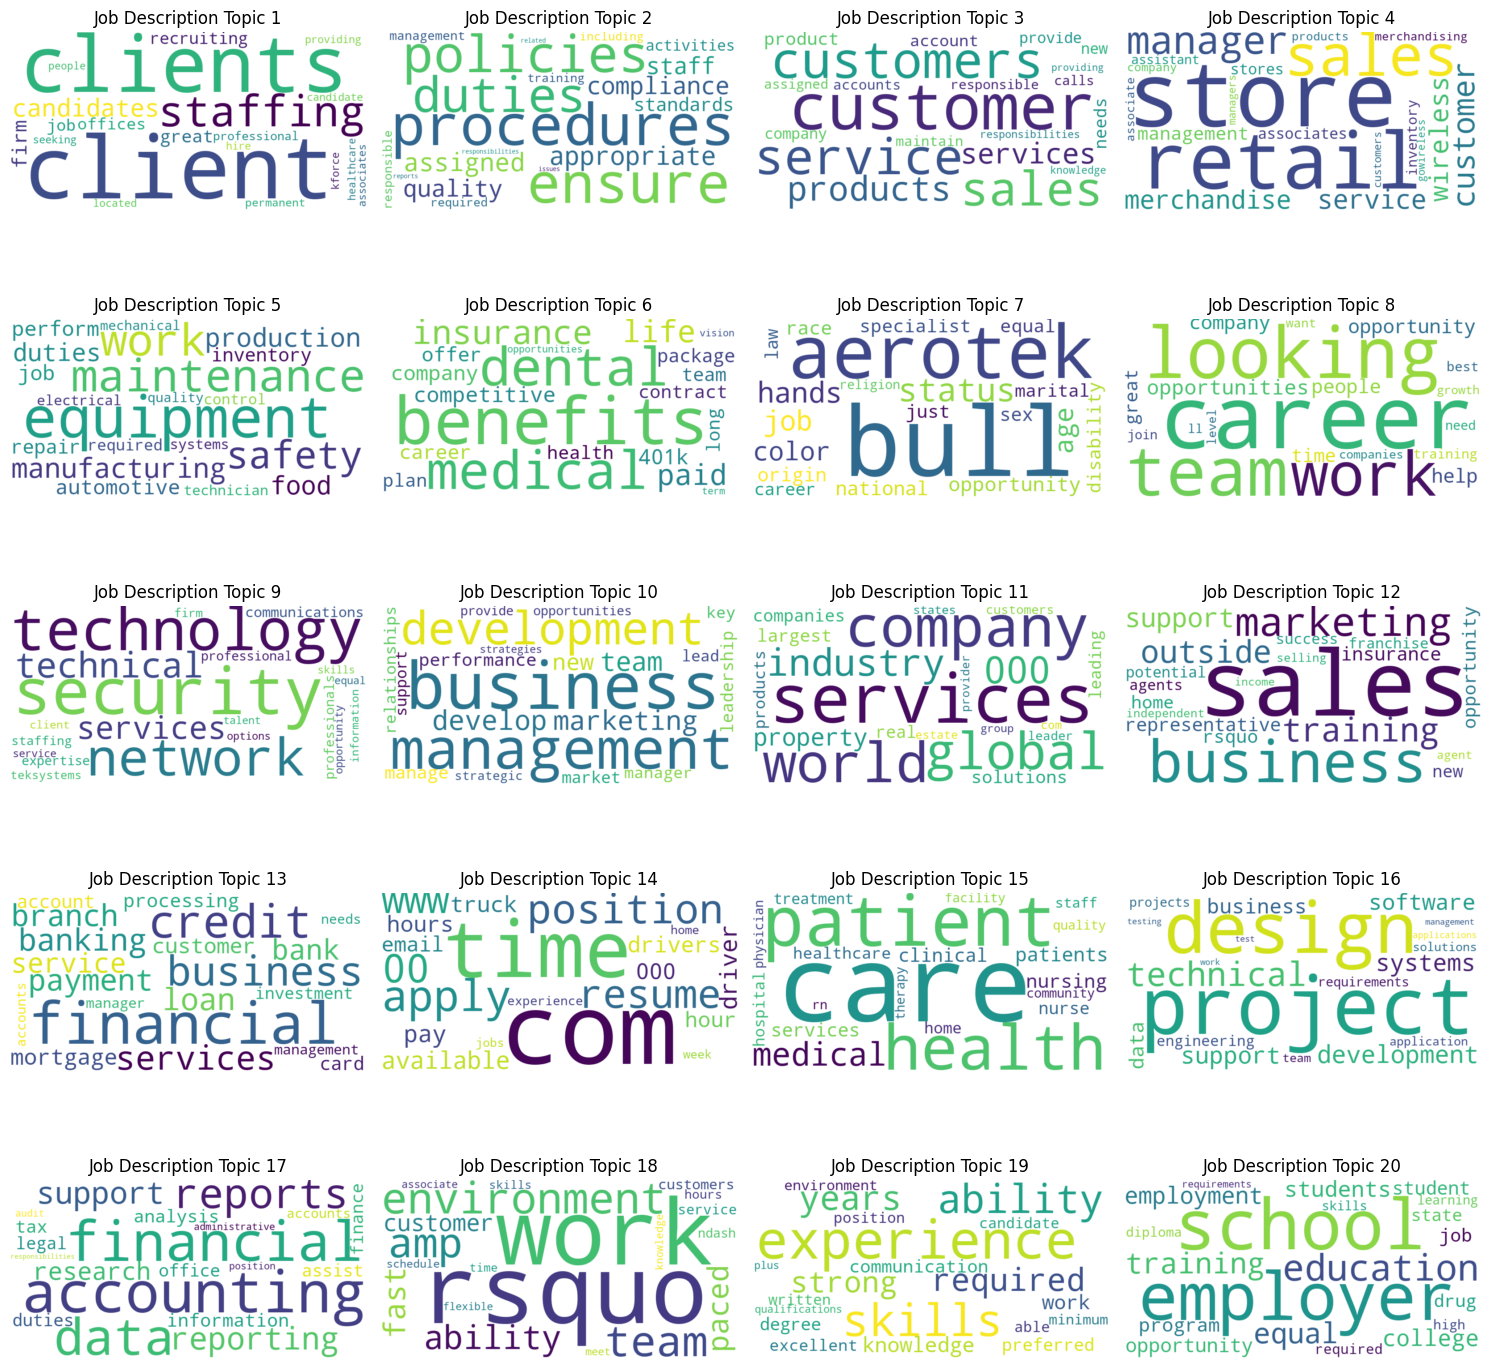 Job Description Topic 1
recruiting providing
clients
people
candidates staffing candidate
firm job offices great professional
seeking hire
client kforce healthcare associates
located permanent
Job Description Topic 2
management related including
policies activities
staff
training
duties compliance
standards
procedures
responsibilities
assigned appropriate
responsible reports issues
quality ensure
required
Job Description Topic 3
product account provide new
customers providing
assigned accounts responsible calls
customer needs
company responsibilities
maintain
service services
knowledge
products sales
Job Description Topic 4
manager products merchandising
assistant sales
company stores
associate store managers wireless customer
management associates inventory gowireless
customers
retail
merchandise service
Job Description Topic 5
perform mechanical work production
duties inventory
job maintenance
electrical quality control
equipment
repair required systems safety
manufacturing
automotive technician food
Job Description Topic 6
insurance life vision
offer opportunities package
company dental team
competitive contract
benefits long
career health 401k
plan medical paid
term
Job Description Topic 7
law race specialist equal
aerotek
hands religion status marital
job just sex age disability
color bull
origin
career national opportunity
Job Description Topic 8
company want opportunity
looking best
great opportunities people growth
career need
join ll level
time companies training
team work help
Job Description Topic 9
firm communications
technology
technical professional skills
security professionals equal opportunity information
client services talent
staffing options
service network
expertise
teksystems
Job Description Topic 10
relationships provide opportunities key
development leadership
strategies
support performance new team lead
business
develop marketing
management
manage strategic market manager
Job Description Topic 11
companies states customers
largest company leading
products industry 000
services provider
property real estate group com
leader
world global
solutions
Job Description Topic 12
support marketing opportunity
outside success franchise
selling insurance
potential
agents sales
home income
independent
representative training
rsquo
agent
business new
Job Description Topic 13
account processing
branch credit needs
banking customer bank
service
payment business
accounts manager loan investment
financial
mortgage services management
card
Job Description Topic 14
www truck position
hours home
email time drivers
00 000 driver
apply experience resume
pay com hour
jobs
available week
Job Description Topic 15
treatment facility staff
hospital physician patient quality
healthcare clinical patients
care nursing
rn therapy community
services home nurse
medical health
Job Description Topic 16
projects business software
testing design management
test applications
technical solutions
work systems
project requirements
data engineering application
support team development
Job Description Topic 17
support reports finance
audit analysis accounts
tax administrative
legal financial
responsibilities position
research office assist
accounting
duties information
data reporting
Job Description Topic 18
associate skills customers
environment hours
customer work service
amp knowledge ndash
schedule time
fast rsquo paced
flexible
ability team
meet
Job Description Topic 19
environment years ability
position candidate
experience
plus communication
strong required
written work
qualifications skills able minimum
degree
excellent knowledge preferred
Job Description Topic 20
requirements students student
employment learning
skills state
diploma school job
training education
employer drug
program equal high
opportunity required college